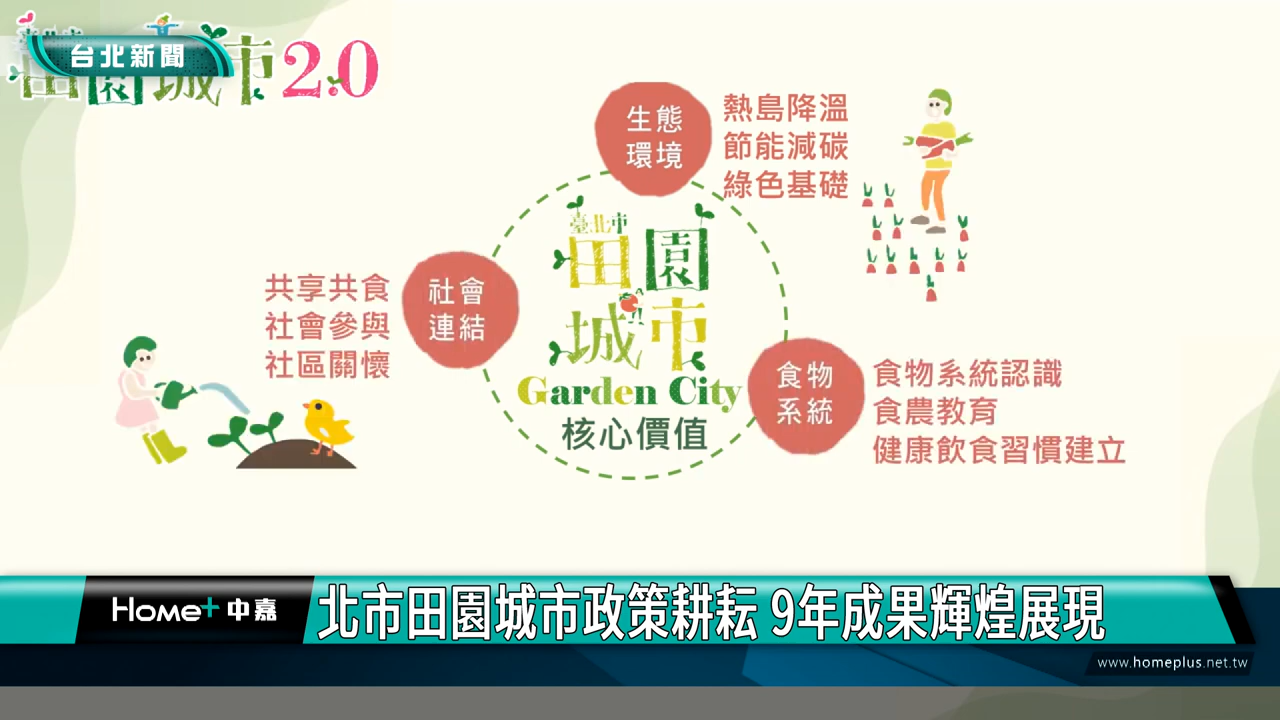 台北新聞
田園城市2.0
生態
環境
熱島降溫
節能減碳
綠色基礎
臺北市
田園
城市
Garden City
核心價值
社會
連結
共享共食
社會參與
社區關懷
食物
系統
食物系統認識
食農教育
健康飲食習慣建立
Home+中嘉
北市田園城市政策耕耘 9年成果輝煌展現
www.homeplus.net.tw